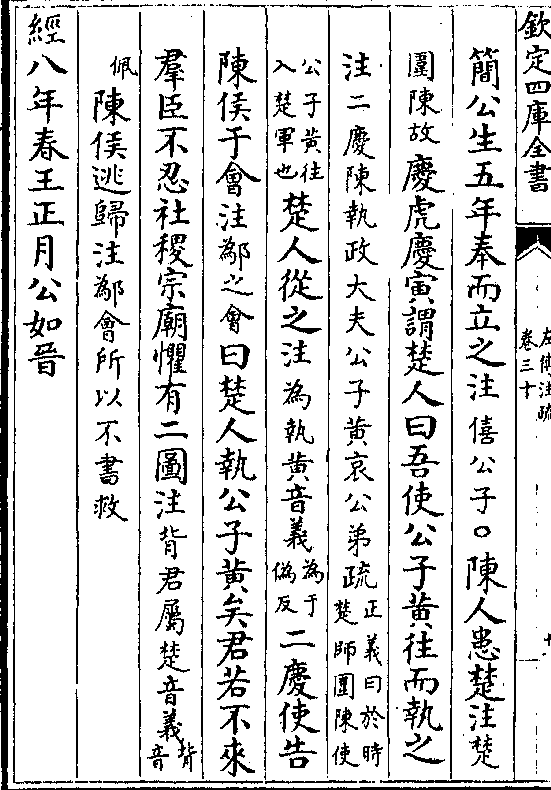 欽定四庫全書
左傳注疏
卷三十
簡公生五年奉而立之注僖公子○陳人患楚注楚
圍陳故慶虎慶寅謂楚人曰吾使公子黃往而執之
注二慶陳執政大夫公子黃哀公弟疏正義曰於時
楚師圍陳使
公子黃往
入楚軍也楚人從之注為執黃音義為于
偽反二慶使告
陳侯于會注鄬之會曰楚人執公子黃矣君若不來
羣臣不忍社稷宗廟懼有二圖注背君屬楚音義背
音
佩陳侯逃歸注鄬會所以不書救
經八年春王正月公如晉